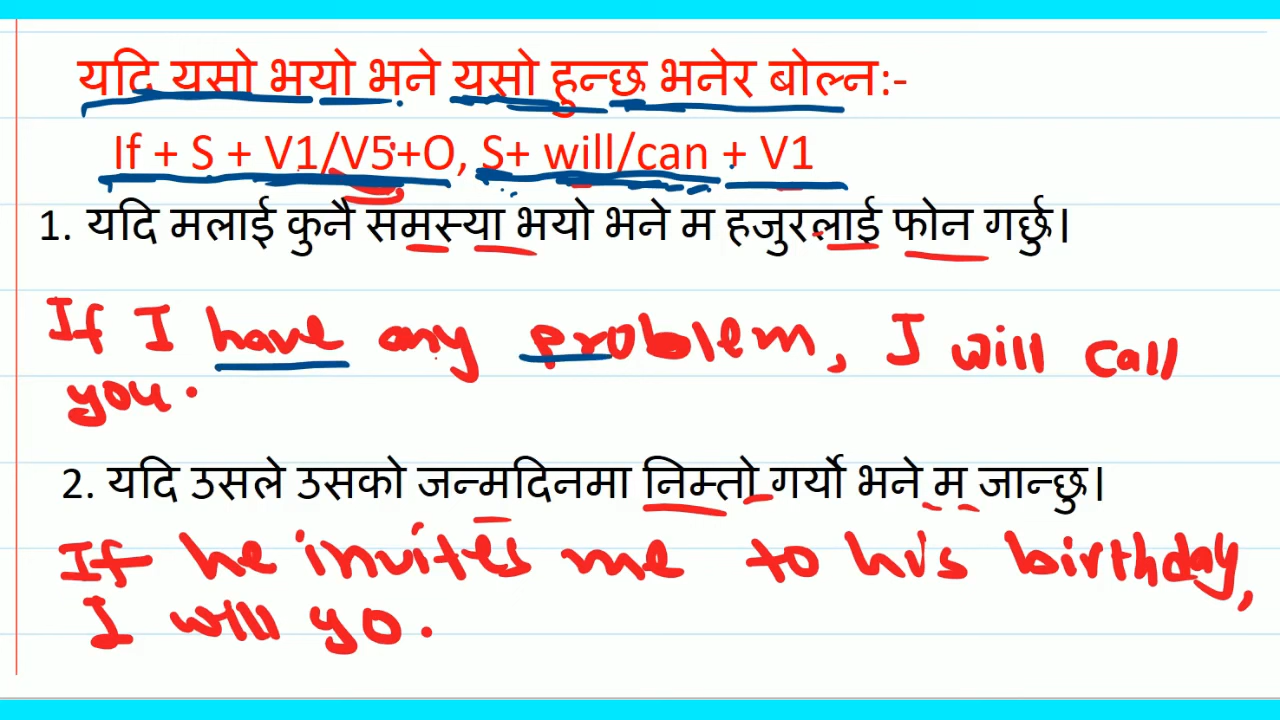 यदि यसो भयो भने यसो हुन्छ भनेर बोल्न:-
If + S + V1/V5+O, S+ will/can + V1
1. यदि मलाई कुनै समस्या भयो भने म हजुरलाई फोन गर्छु।
If I have any problem, I will call
you.
2. यदि उसले उसको जन्मदिनमा निम्तो गर्यो भने म जान्छु।
If he invites me to his birthday,
I will go.